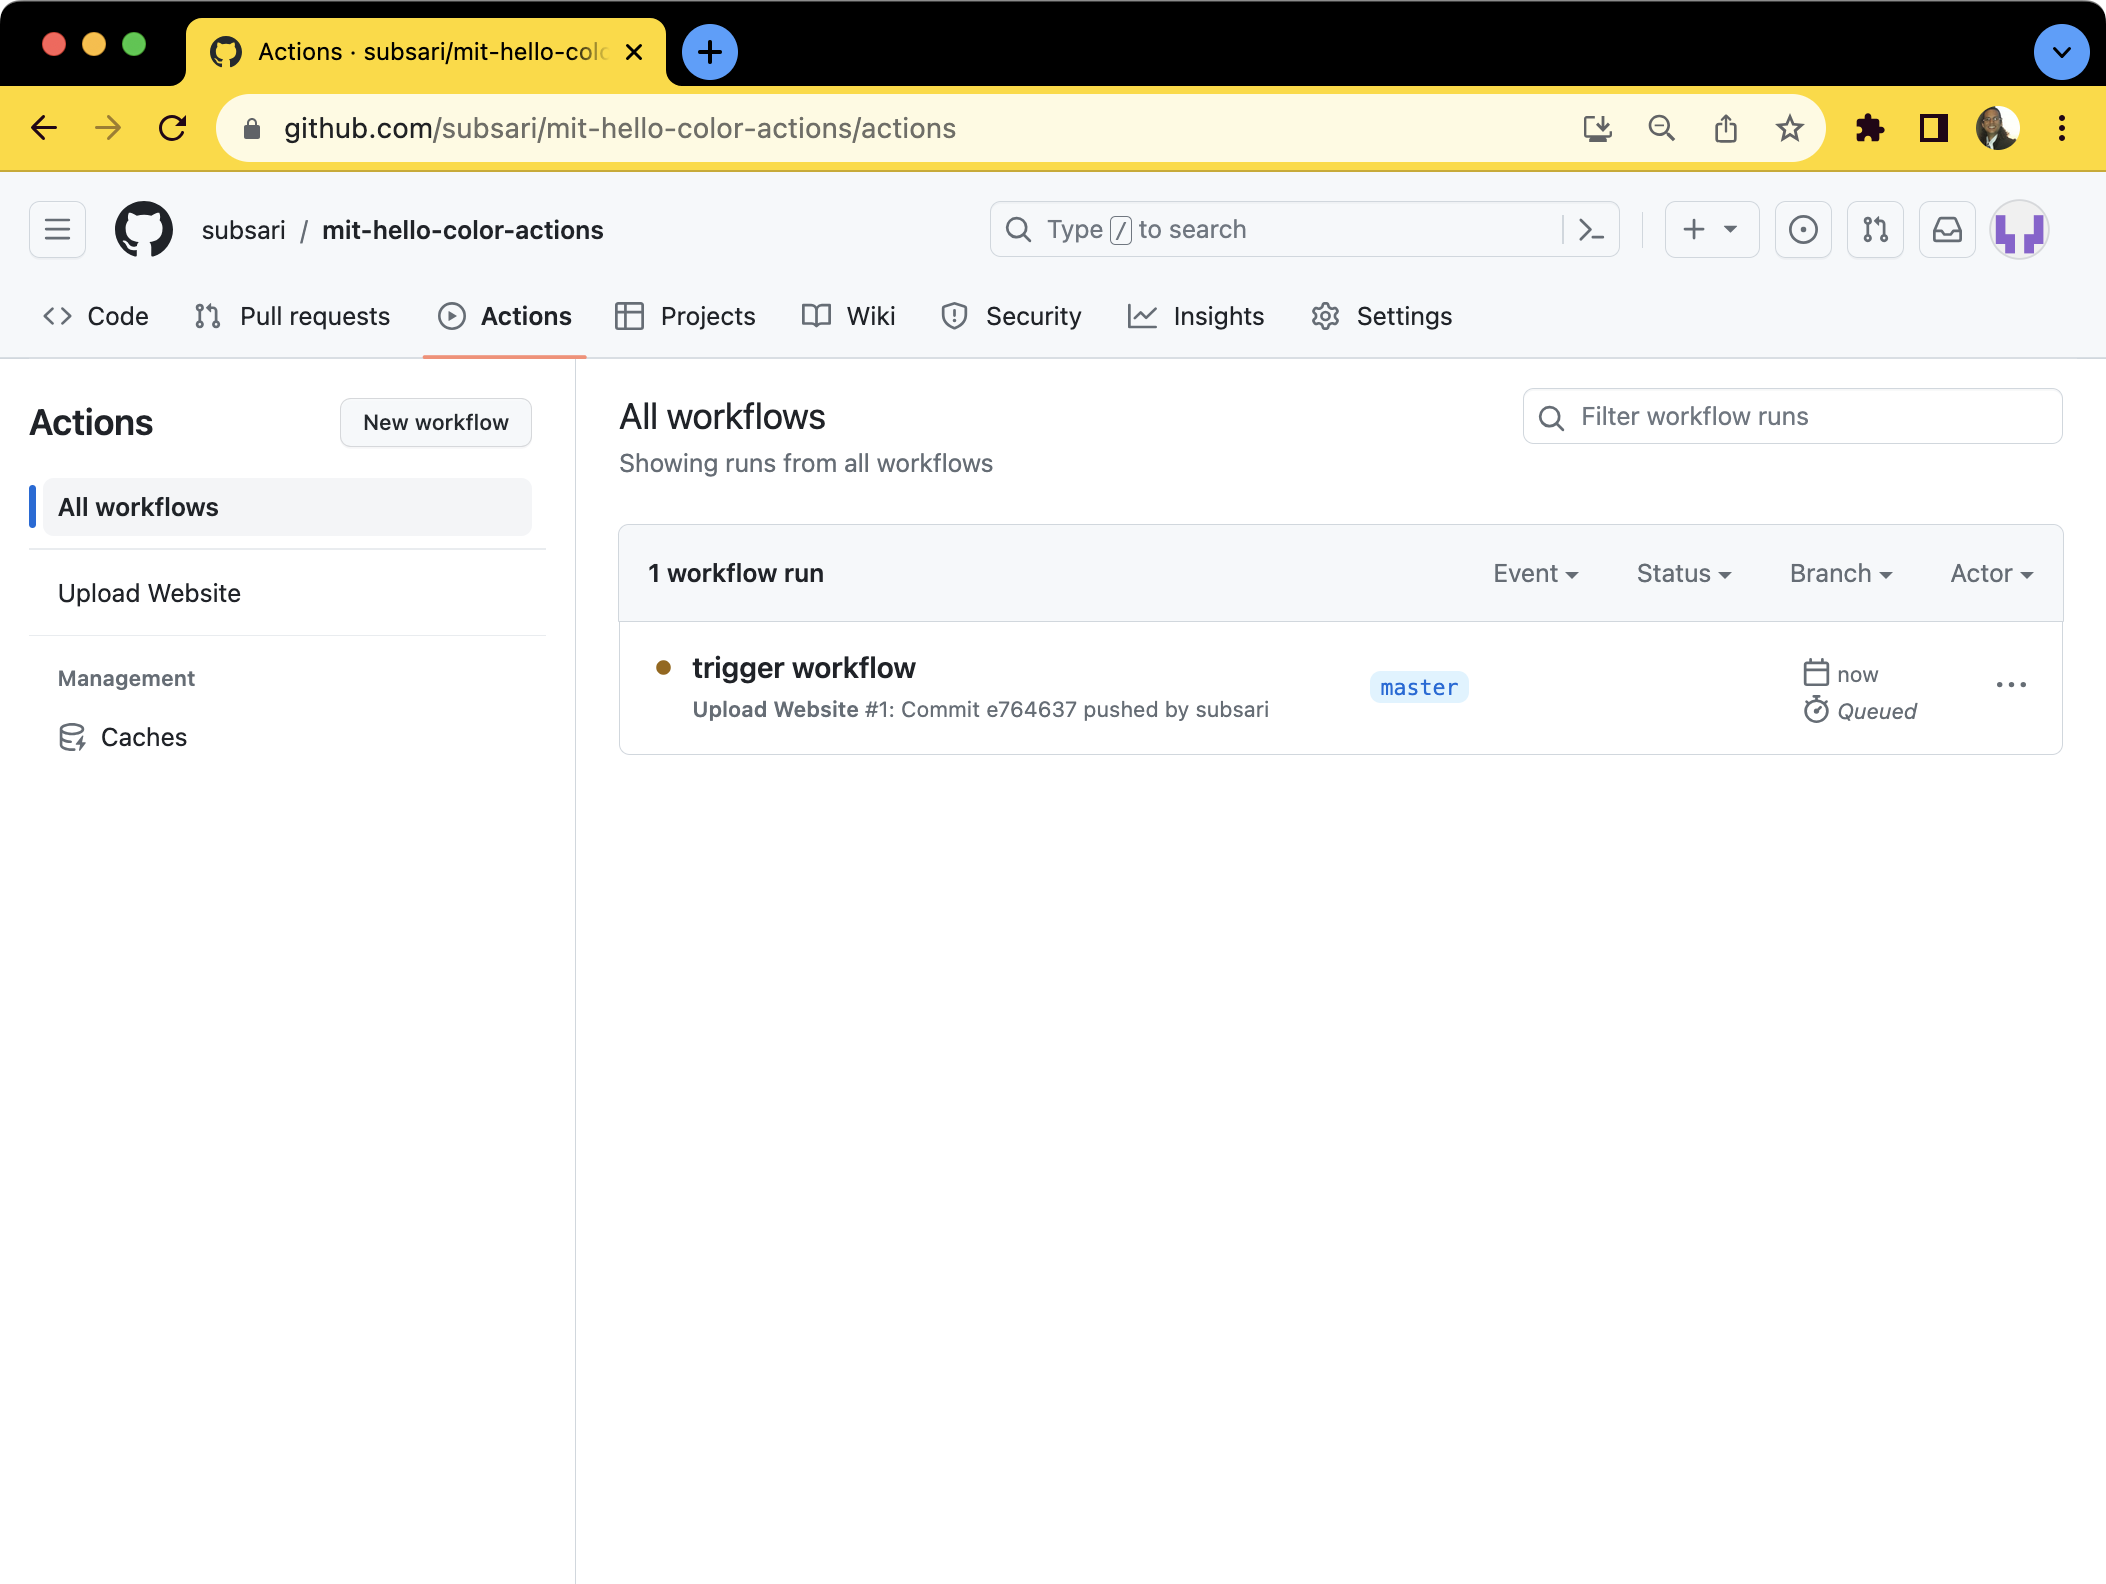 Actions · subsari/mit-hello-colo
github.com/subsari/mit-hello-color-actions/actions
subsari / mit-hello-color-actions
Type / to search
Code Pull requests Actions Projects Wiki Security Insights Settings
Actions
New workflow
All workflows
Upload Website
Management
Caches
All workflows
Showing runs from all workflows
Filter workflow runs
1 workflow run
Event Status Branch Actor
trigger workflow
Upload Website #1: Commit e764637 pushed by subsari
master
now
Queued